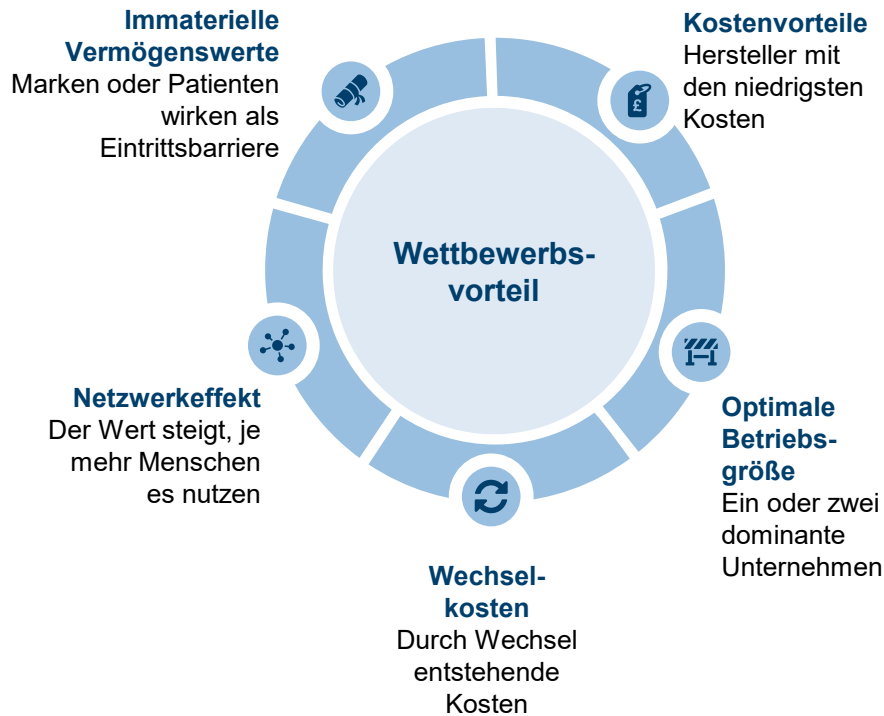 Immaterielle
Vermögenswerte
Marken oder Patienten
wirken als
Eintrittsbarriere
Kostenvorteile
Hersteller mit
den niedrigsten
Kosten
£
Wettbewerbs-
vorteil
Netzwerkeffekt
Der Wert steigt, je
mehr Menschen
es nutzen
Optimale
Betriebs-
größe
Ein oder zwei
dominante
Unternehmen
Wechsel-
kosten
Durch Wechsel
entstehende
Kosten